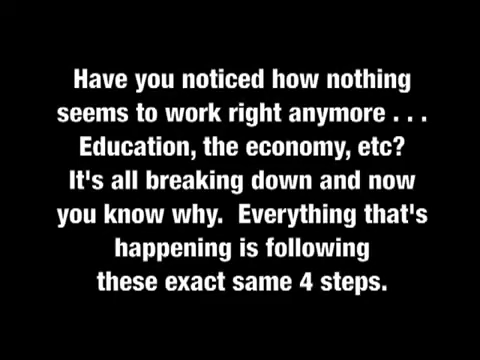 Have you noticed how nothing
seems to work right anymore . . .
Education, the economy, etc?
It's all breaking down and now
you know why.  Everything that's
happening is following
these exact same 4 steps.